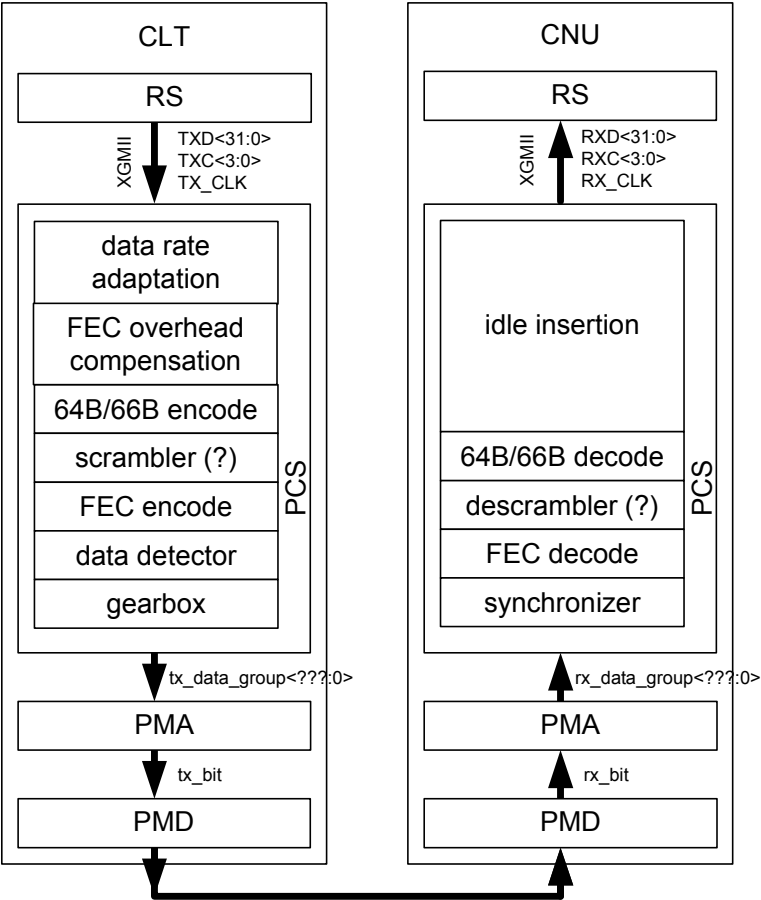 CLT
RS
XGMII
TXD<31:0>
TXC<3:0>
TX_CLK
data rate
adaptation
FEC overhead
compensation
64B/66B encode
scrambler (?)
FEC encode
data detector
gearbox
PCS
tx_data_group<???:0>
PMA
tx_bit
PMD
CNU
RS
XGMII
RXD<31:0>
RXC<3:0>
RX_CLK
idle insertion
64B/66B decode
descrambler (?)
FEC decode
synchronizer
PCS
rx_data_group<???:0>
PMA
rx_bit
PMD